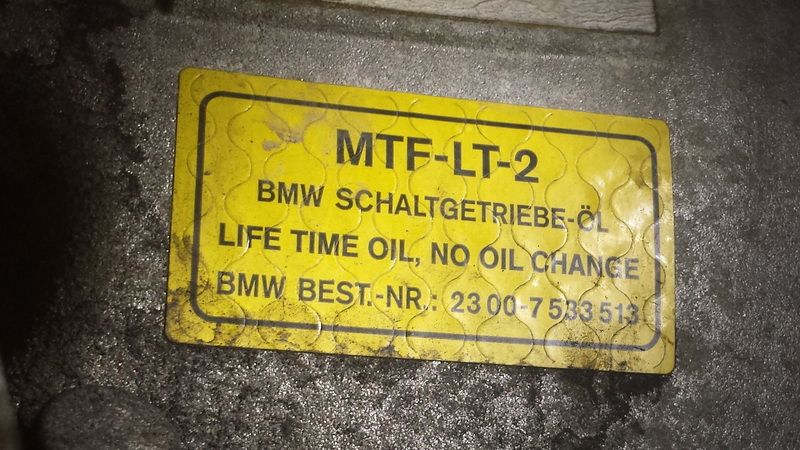 MTF-LT-2
BMW SCHALTGETRIEBE-ÖL
LIFE TIME OIL, NO OIL CHANGE
BMW BEST.-NR.: 23 00-7 533 513